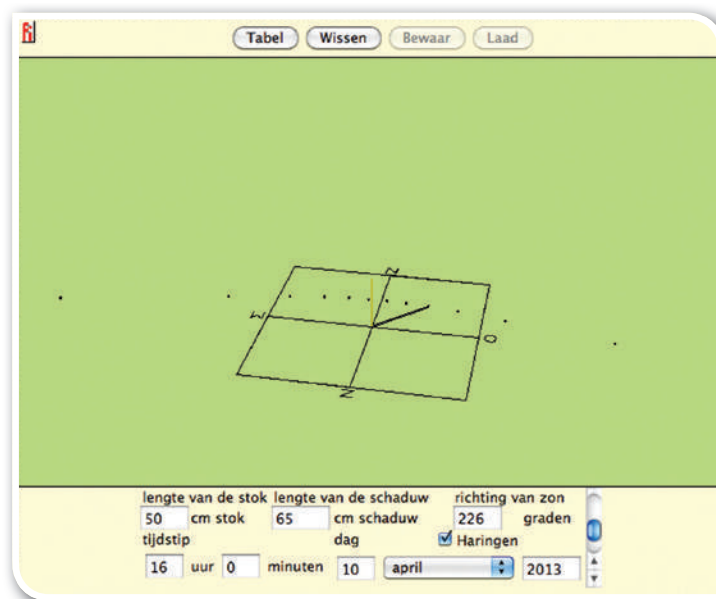 Tabel Wissen Bewaar Laad
N
W
O
Z
lengte van de stok lengte van de schaduw richting van zon
50 cm stok 65 cm schaduw 226 graden
tijdstip dag Haringen
16 uur 0 minuten 10 april 2013